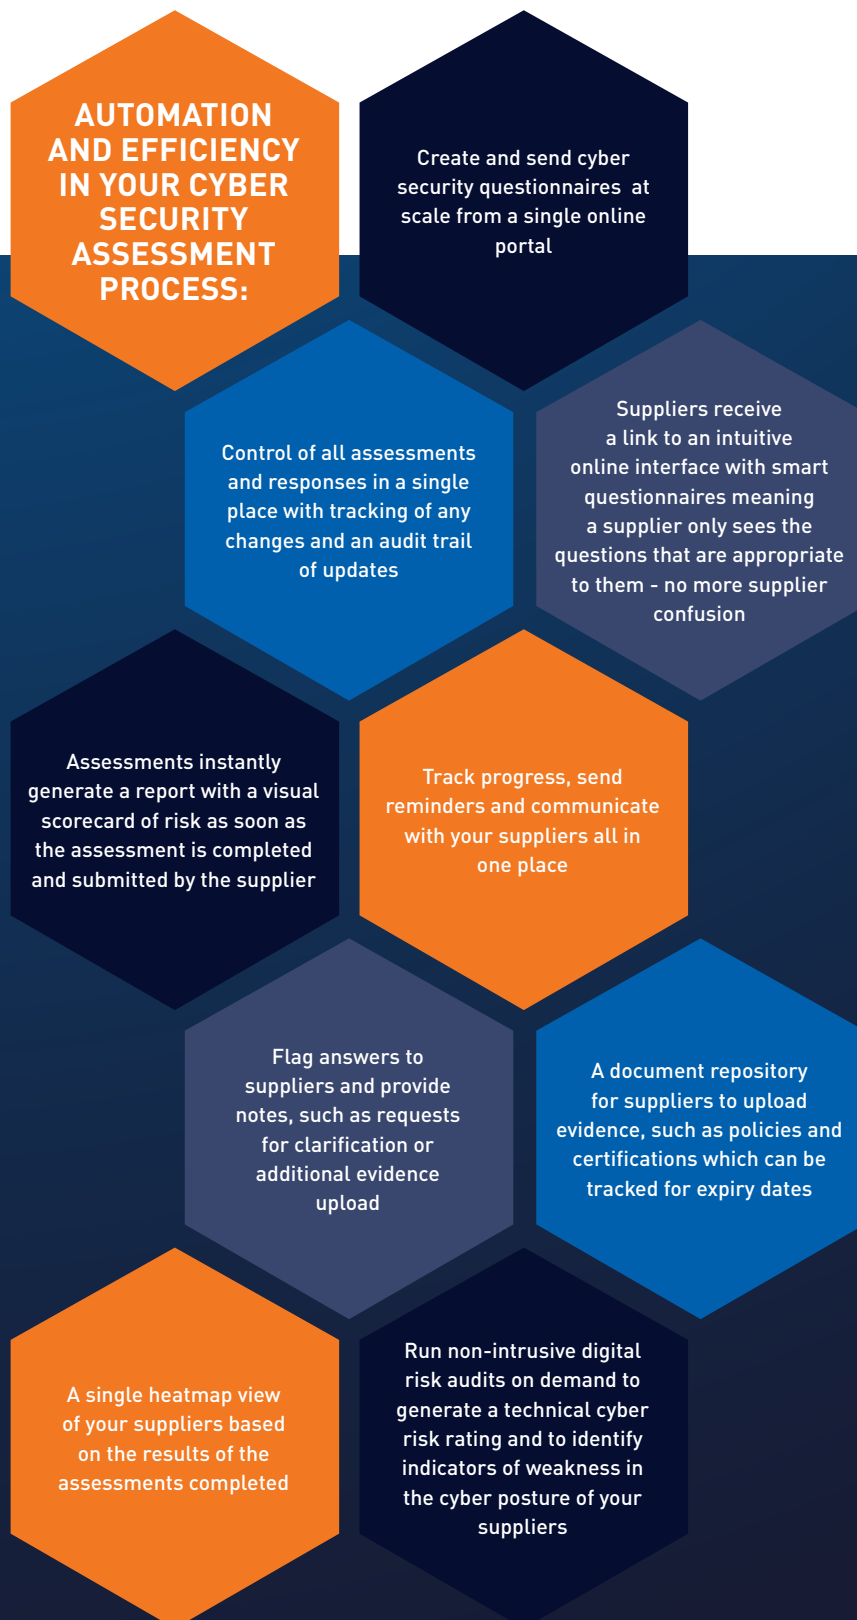 AUTOMATION
AND EFFICIENCY
IN YOUR CYBER
SECURITY
ASSESSMENT
PROCESS:
Create and send cyber
security questionnaires at
scale from a single online
portal
Control of all assessments
and responses in a single
place with tracking of any
changes and an audit trail
of updates
Suppliers receive
a link to an intuitive
online interface with smart
questionnaires meaning
a supplier only sees the
questions that are appropriate
to them - no more supplier
confusion
Assessments instantly
generate a report with a visual
scorecard of risk as soon as
the assessment is completed
and submitted by the supplier
Track progress, send
reminders and communicate
with your suppliers all in
one place
Flag answers to
suppliers and provide
notes, such as requests
for clarification or
additional evidence
upload
A document repository
for suppliers to upload
evidence, such as policies and
certifications which can be
tracked for expiry dates
A single heatmap view
of your suppliers based
on the results of the
assessments completed
Run non-intrusive digital
risk audits on demand to
generate a technical cyber
risk rating and to identify
indicators of weakness in
the cyber posture of your
suppliers